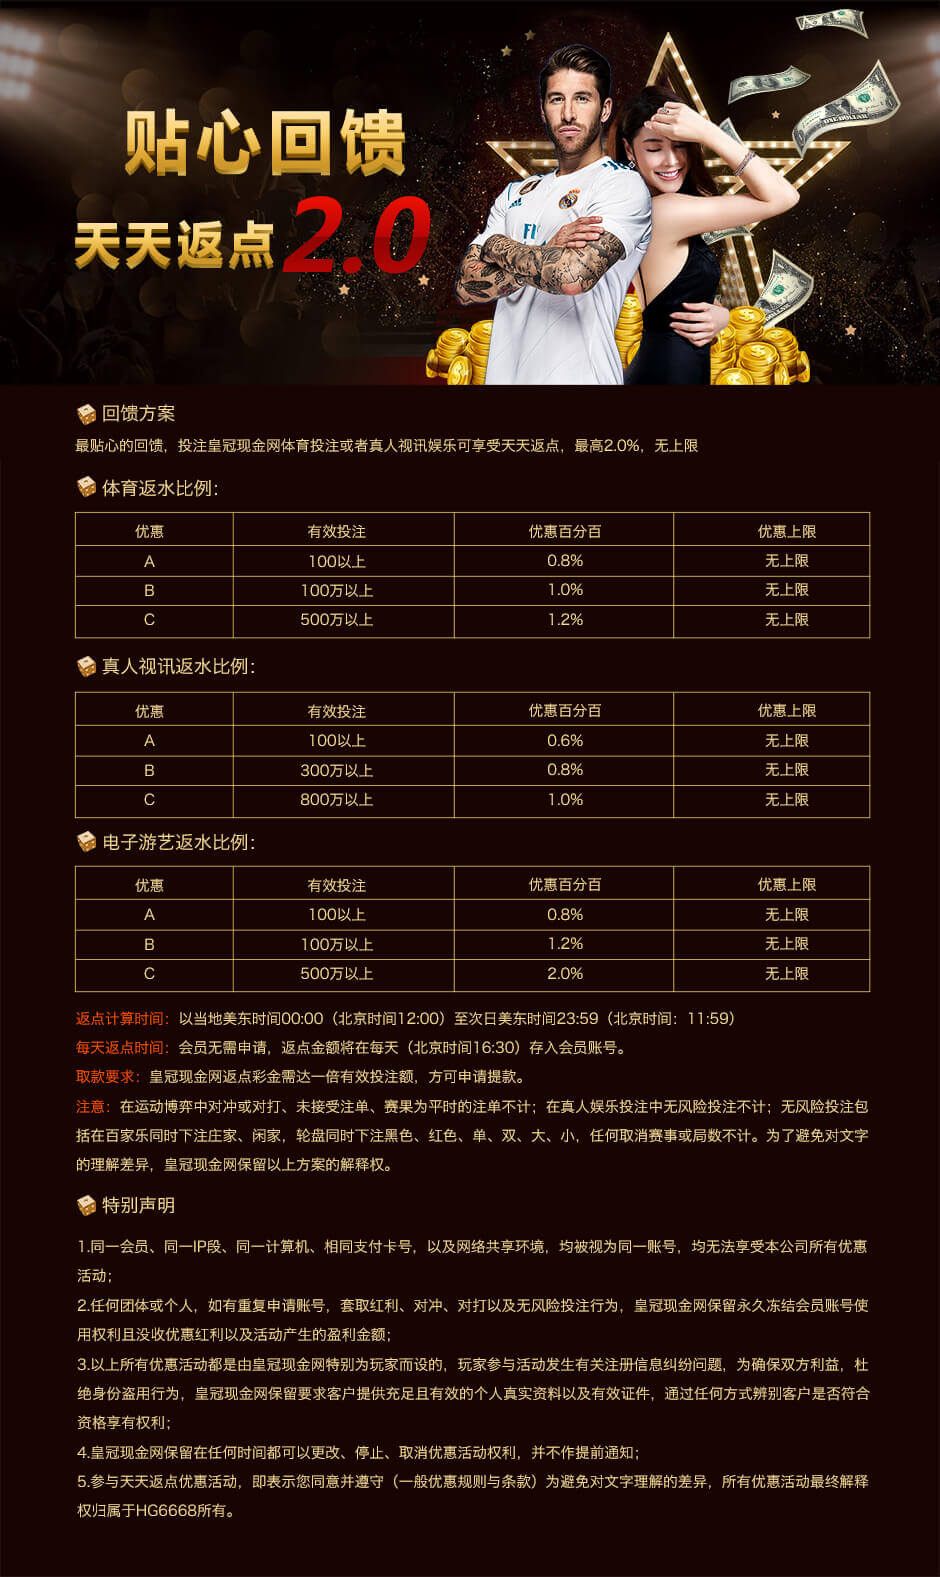 贴心回馈
天天返点2.0
回馈方案
最贴心的回馈，投注皇冠现金网体育投注或者真人视讯娱乐可享受天天返点，最高2.0%，无上限
体育返水比例：
优惠 有效投注 优惠百分百 优惠上限
A 100以上 0.8% 无上限
B 100万以上 1.0% 无上限
C 500万以上 1.2% 无上限
真人视讯返水比例：
优惠 有效投注 优惠百分百 优惠上限
A 100以上 0.6% 无上限
B 300万以上 0.8% 无上限
C 800万以上 1.0% 无上限
电子游艺返水比例：
优惠 有效投注 优惠百分百 优惠上限
A 100以上 0.8% 无上限
B 100万以上 1.2% 无上限
C 500万以上 2.0% 无上限
返点计算时间：以当地美东时间00:00（北京时间12:00）至次日美东时间23:59（北京时间：11:59）
每天返点时间：会员无需申请，返点金额将在每天（北京时间16:30）存入会员账号。
取款要求：皇冠现金网返点彩金需达一倍有效投注额，方可申请提款。
注意：在运动博弈中对冲或对打、未接受注单、赛果为平时的注单不计；在真人娱乐投注中无风险投注不计；无风险投注包
括在百家乐同时下注庄家、闲家，轮盘同时下注黑色、红色、单、双、大、小，任何取消赛事或局数不计。为了避免对文字
的理解差异，皇冠现金网保留以上方案的解释权。
特别声明
1.同一会员、同一IP段、同一计算机、相同支付卡号，以及网络共享环境，均被视为同一账号，均无法享受本公司所有优惠
活动；
2.任何团体或个人，如有重复申请账号，套取红利、对冲、对打以及无风险投注行为，皇冠现金网保留永久冻结会员账号使
用权利且没收优惠红利以及活动产生的盈利金额；
3.以上所有优惠活动都是由皇冠现金网特别为玩家而设的，玩家参与活动发生有关注册信息纠纷问题，为确保双方利益，杜
绝身份盗用行为，皇冠现金网保留要求客户提供充足且有效的个人真实资料以及有效证件，通过任何方式辨别客户是否符合
资格享有权利；
4.皇冠现金网保留在任何时间都可以更改、停止、取消优惠活动权利，并不作提前通知；
5.参与天天返点优惠活动，即表示您同意并遵守（一般优惠规则与条款）为避免对文字理解的差异，所有优惠活动最终解释
权归属于HG6668所有。